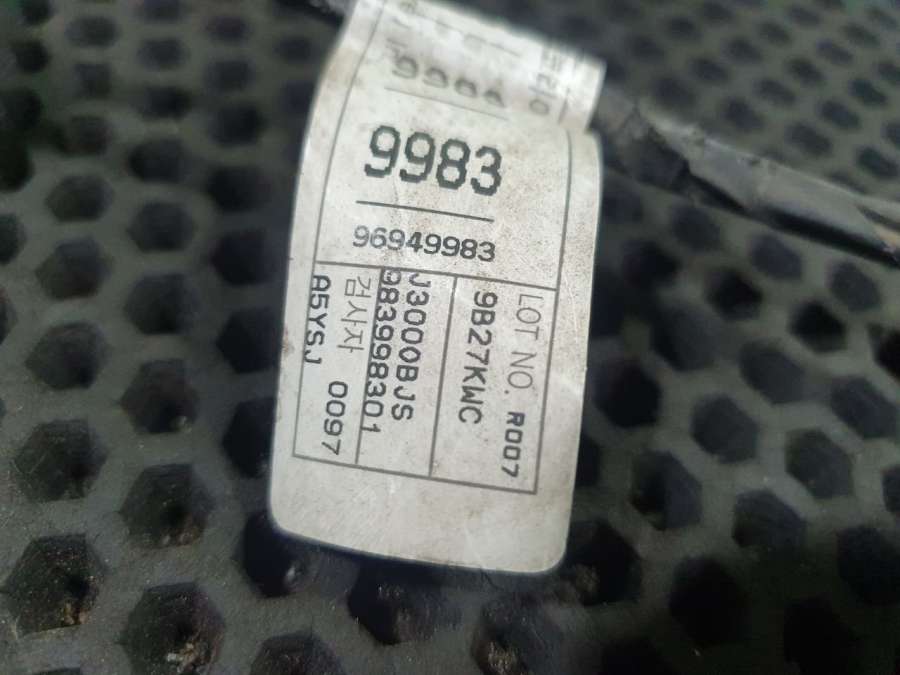 9983
96949983
LOT NO. R007
9B27KWC
J3000BJS
983998301
검사자 0097
A5YSJ